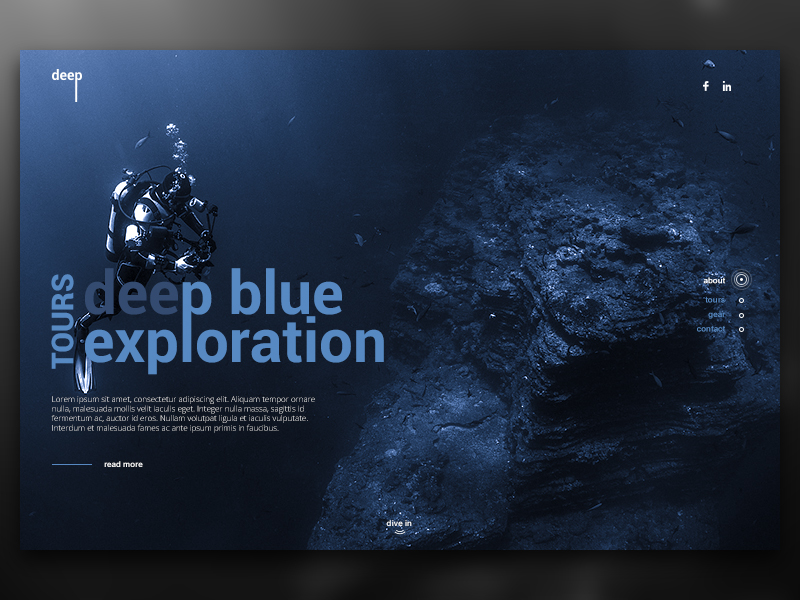 deep
about
tours
gear
contact
TOURS
deep blue
exploration
Lorem ipsum sit amet, consectetur adipiscing elit. Aliquam tempor ornare
nulla, malesuada mollis velit iaculis eget. Integer nulla massa, sagittis id
fermentum ac, auctor id eros. Nullam volutpat ligula et iaculis vulputate.
Interdum et malesuada fames ac ante ipsum primis in faucibus.
read more
dive in